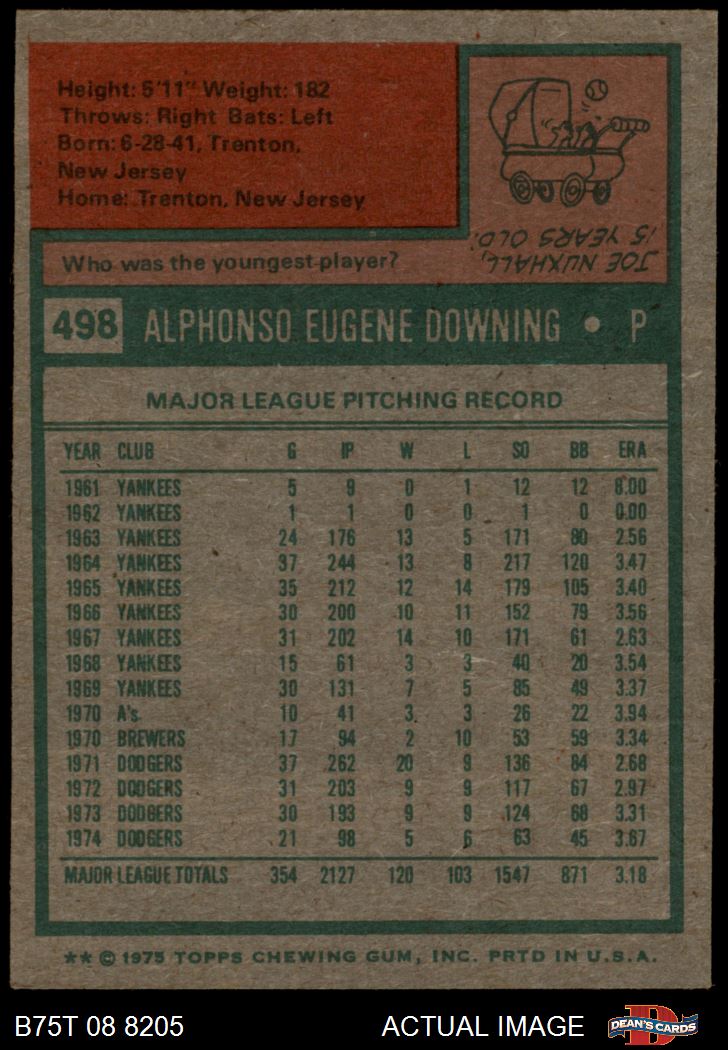 Height: 5'11" Weight: 182
Throws: Right Bats: Left
Born: 6-28-41, Trenton,
New Jersey
Home: Trenton, New Jersey
Who was the youngest player?
JOE NUXHALL,
15 YEARS OLD.
498 ALPHONSO EUGENE DOWNING • P
MAJOR LEAGUE PITCHING RECORD
YEAR CLUB G IP W L SO BB ERA
1961 YANKEES 5 9 0 1 12 12 8.00
1962 YANKEES 1 1 0 0 1 0 0.00
1963 YANKEES 24 176 13 5 171 80 2.56
1964 YANKEES 37 244 13 8 217 120 3.47
1965 YANKEES 35 212 12 14 179 105 3.40
1966 YANKEES 30 200 10 11 152 79 3.56
1967 YANKEES 31 202 14 10 171 61 2.63
1968 YANKEES 15 61 3 3 40 20 3.54
1969 YANKEES 30 131 7 5 85 49 3.37
1970 A's 10 41 3 3 26 22 3.94
1970 BREWERS 17 94 2 10 53 59 3.34
1971 DODGERS 37 262 20 9 136 84 2.68
1972 DODGERS 31 203 9 9 117 67 2.97
1973 DODGERS 30 193 9 9 124 68 3.31
1974 DODGERS 21 98 5 6 63 45 3.67
MAJOR LEAGUE TOTALS 354 2127 120 103 1547 871 3.18
** © 1975 TOPPS CHEWING GUM, INC. PRTD IN U.S.A.
B75T 08 8205 ACTUAL IMAGE DEAN'S CARDS